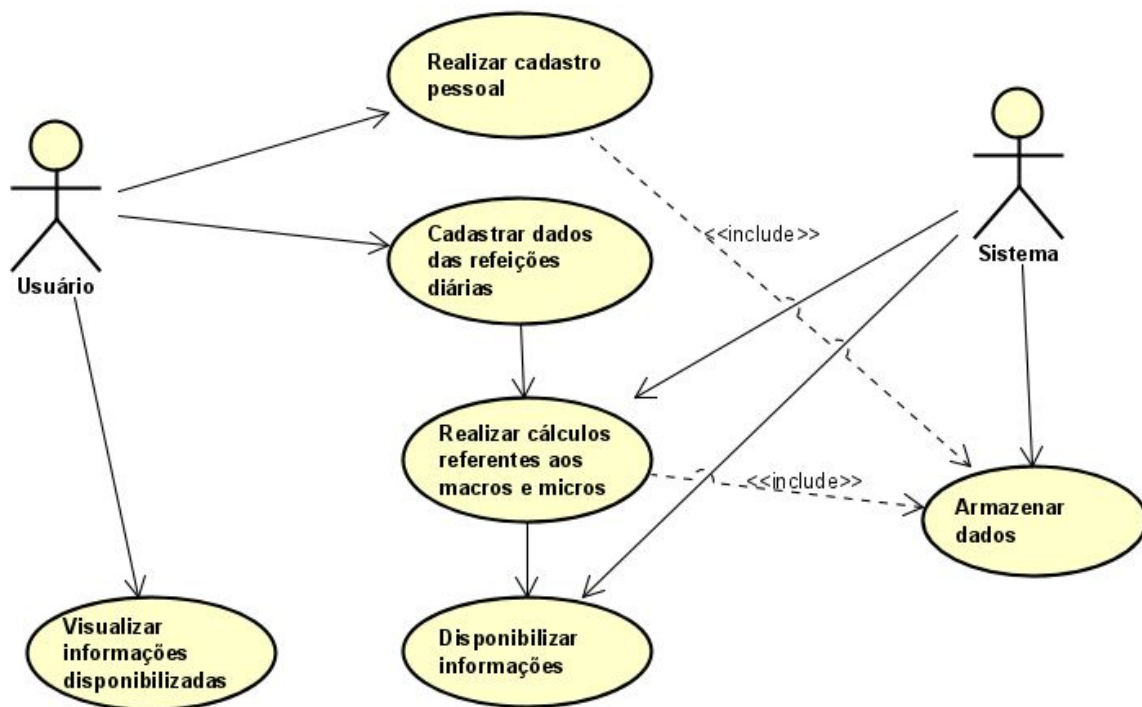 Realizar cadastro
pessoal
Usuário
Sistema
<<include>>
Cadastrar dados
das refeições
diárias
Realizar cálculos
referentes aos
macros e micros
<<include>>
Armazenar
dados
Visualizar
informações
disponibilizadas
Disponibilizar
informações